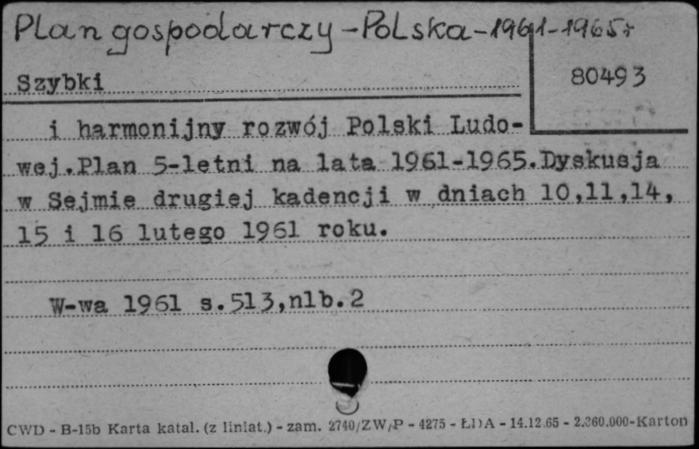 Plan gospodarczy - Polska - 1961-1965r
80493
Szybki
i harmonijny rozwój Polski Ludo-
wej.Plan 5-letni na lata 1961-1965.Dyskusja
w Sejmie drugiej kadencji w dniach 10,11,14,
15 i 16 lutego 1961 roku.
W-wa 1961 s.513,nlb.2
CWD - B-15b Karta katal. (z liniat.) - zam. 2740/ZW/P - 4275 - ŁDA - 14.12.65 - 2.360.000-Karton